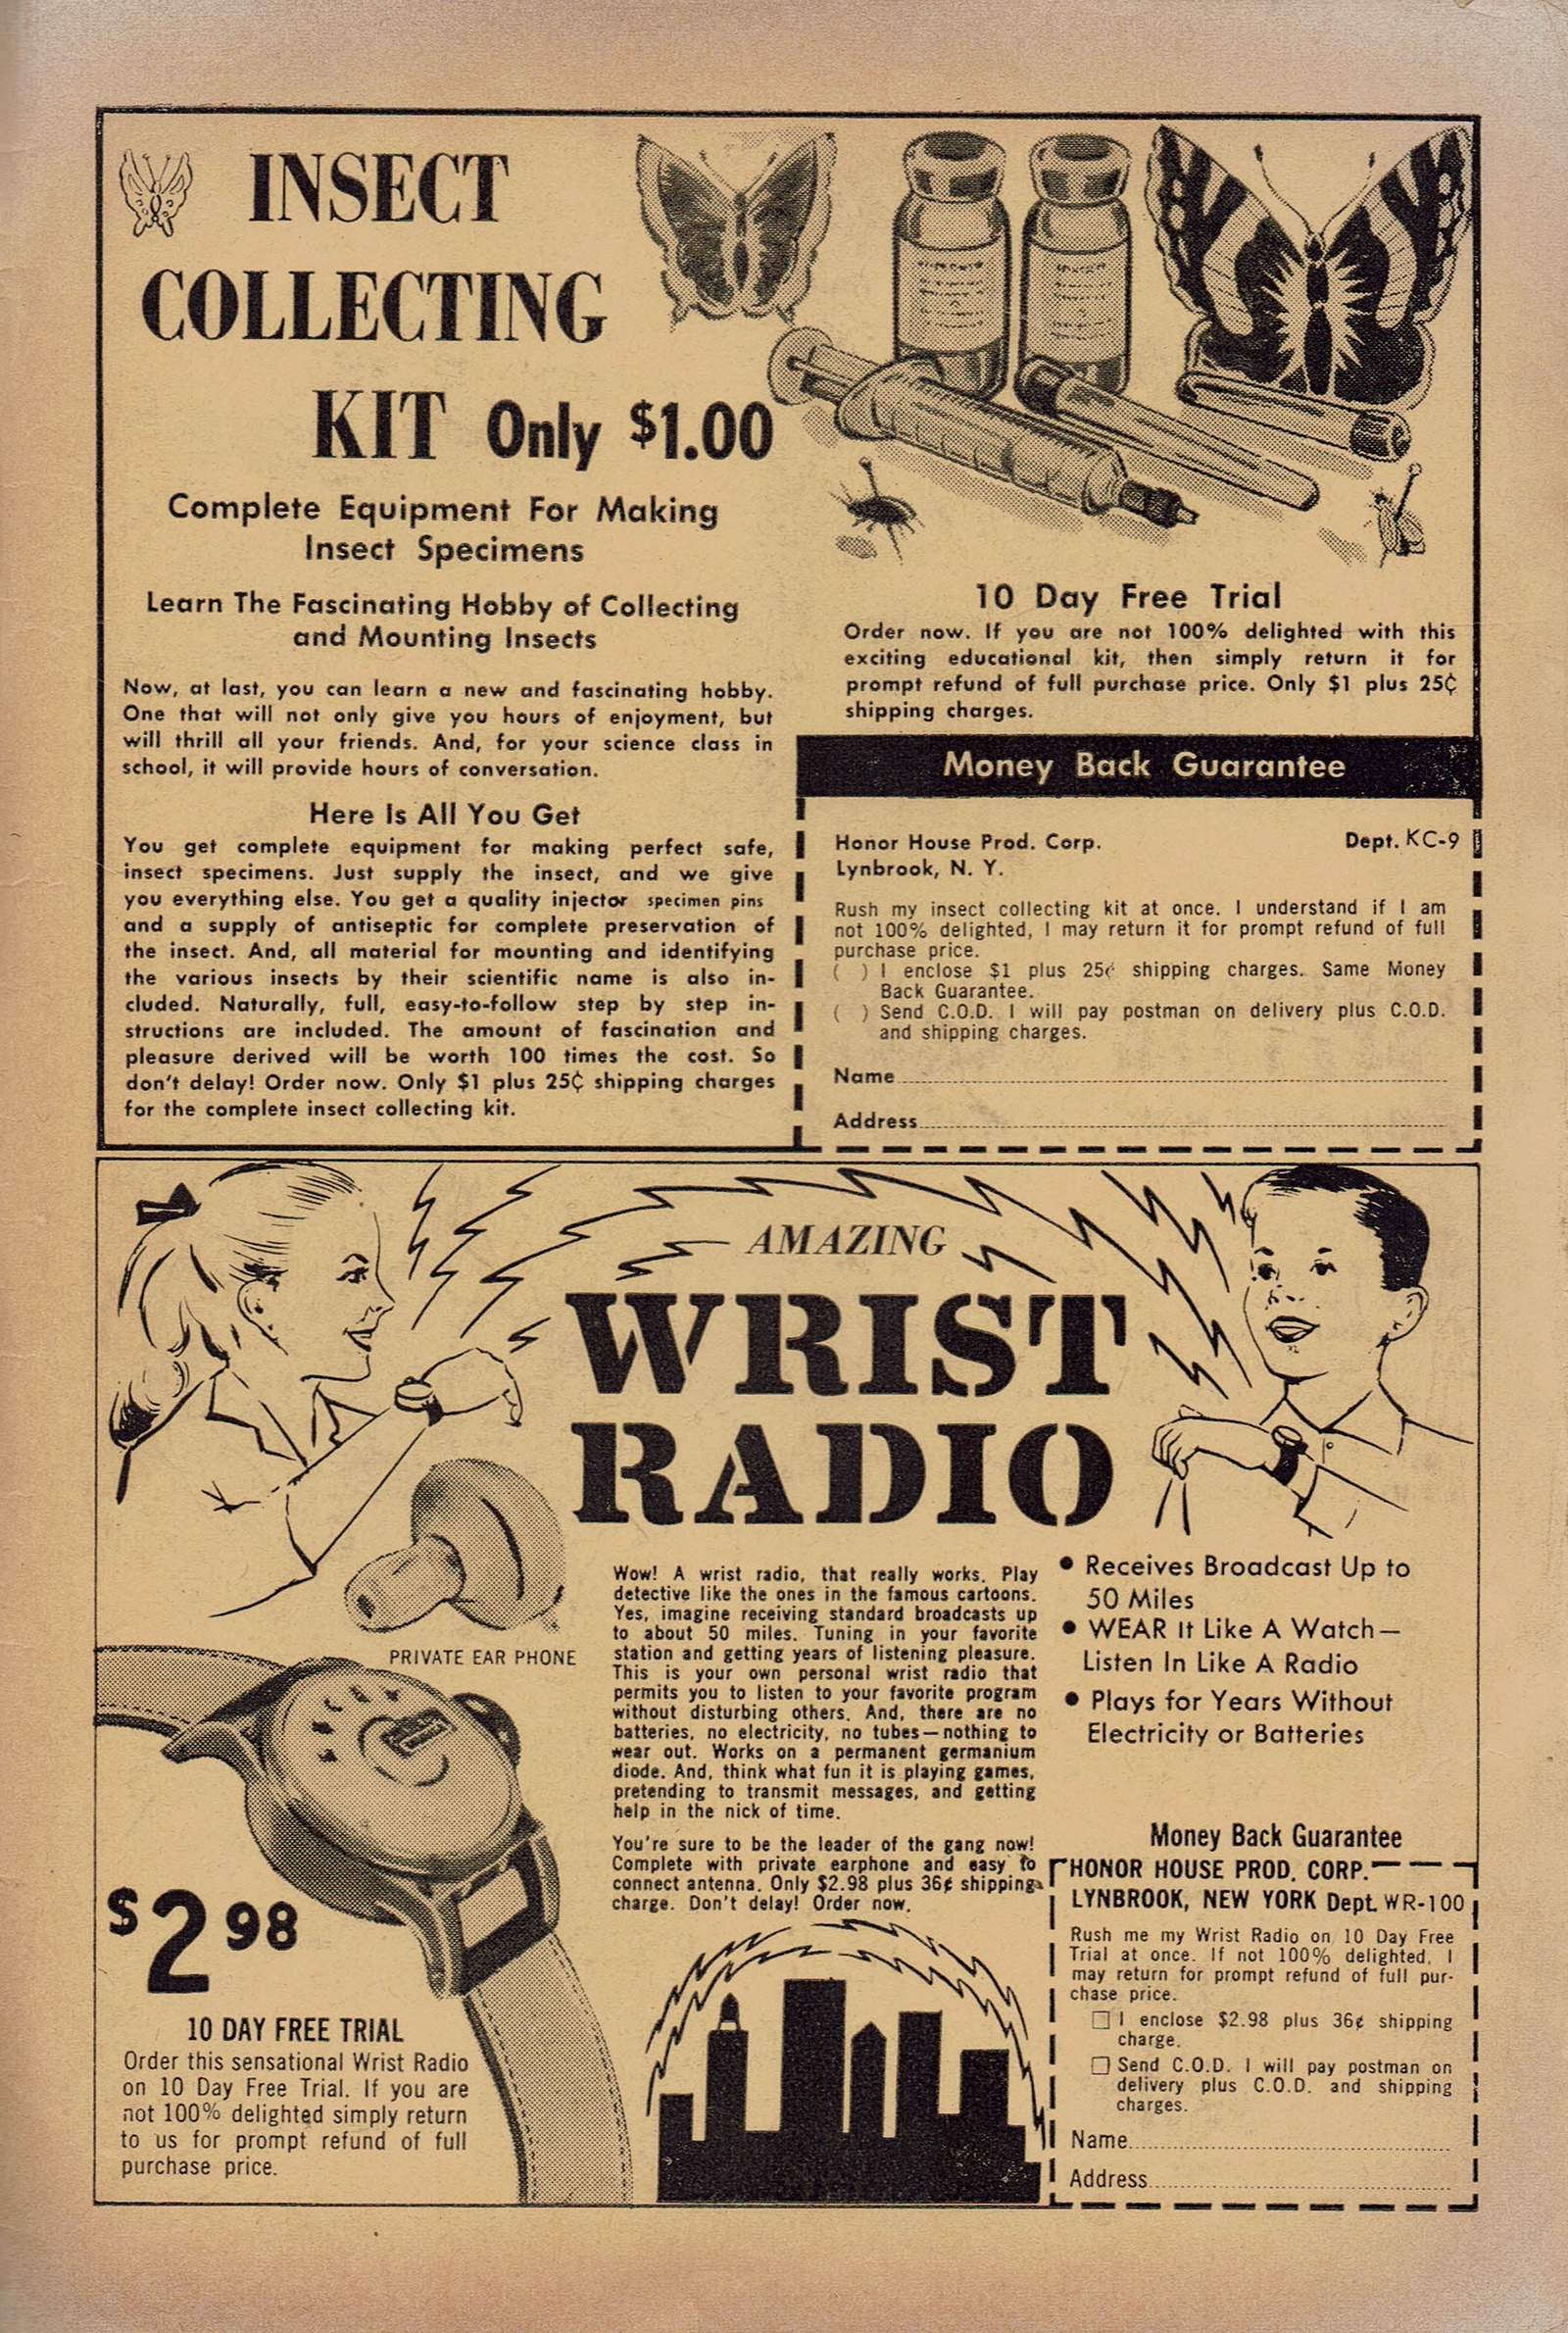 INSECT
COLLECTING
KIT Only $1.00
Complete Equipment For Making
Insect Specimens
Learn The Fascinating Hobby of Collecting
and Mounting Insects
Now, at last, you can learn a new and fascinating hobby.
One that will not only give you hours of enjoyment, but
will thrill all your friends. And, for your science class in
school, it will provide hours of conversation.
Here Is All You Get
You get complete equipment for making perfect safe,
insect specimens. Just supply the insect, and we give
you everything else. You get a quality injector specimen pins
and a supply of antiseptic for complete preservation of
the insect. And, all material for mounting and identifying
the various insects by their scientific name is also in-
cluded. Naturally, full, easy-to-follow step by step in-
structions are included. The amount of fascination and
pleasure derived will be worth 100 times the cost. So
don't delay! Order now. Only $1 plus 25¢ shipping charges
for the complete insect collecting kit.
10 Day Free Trial
Order now. If you are not 100% delighted with this
exciting educational kit, then simply return it for
prompt refund of full purchase price. Only $1 plus 25¢
shipping charges.
Money Back Guarantee
Honor House Prod. Corp. Dept. KC-9
Lynbrook, N. Y.
Rush my insect collecting kit at once. I understand if I am
not 100% delighted, I may return it for prompt refund of full
purchase price.
( ) I enclose $1 plus 25¢ shipping charges. Same Money
Back Guarantee.
( ) Send C.O.D. I will pay postman on delivery plus C.O.D.
and shipping charges.
Name
Address
AMAZING
WRIST
RADIO
PRIVATE EAR PHONE
Wow! A wrist radio, that really works. Play
detective like the ones in the famous cartoons.
Yes, imagine receiving standard broadcasts up
to about 50 miles. Tuning in your favorite
station and getting years of listening pleasure.
This is your own personal wrist radio that
permits you to listen to your favorite program
without disturbing others. And, there are no
batteries, no electricity, no tubes—nothing to
wear out. Works on a permanent germanium
diode. And, think what fun it is playing games,
pretending to transmit messages, and getting
help in the nick of time.
You're sure to be the leader of the gang now!
Complete with private earphone and easy to
connect antenna. Only $2.98 plus 36¢ shipping
charge. Don't delay! Order now.
• Receives Broadcast Up to
50 Miles
• WEAR It Like A Watch—
Listen In Like A Radio
• Plays for Years Without
Electricity or Batteries
$2 98
10 DAY FREE TRIAL
Order this sensational Wrist Radio
on 10 Day Free Trial. If you are
not 100% delighted simply return
to us for prompt refund of full
purchase price.
Money Back Guarantee
HONOR HOUSE PROD. CORP.
LYNBROOK, NEW YORK Dept. WR-100
Rush me my Wrist Radio on 10 Day Free
Trial at once. If not 100% delighted, I
may return for prompt refund of full pur-
chase price.
☐ I enclose $2.98 plus 36¢ shipping
charge.
☐ Send C.O.D. I will pay postman on
delivery plus C.O.D. and shipping
charges.
Name
Address